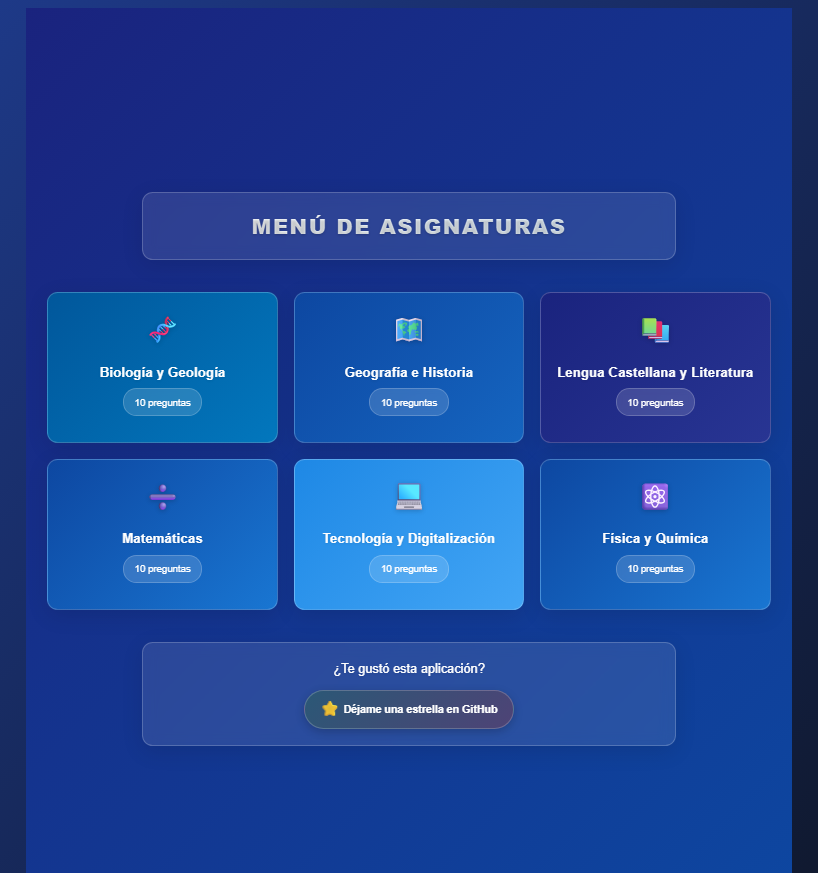 MENÚ DE ASIGNATURAS
Biología y Geología
10 preguntas
Geografía e Historia
10 preguntas
Lengua Castellana y Literatura
10 preguntas
Matemáticas
10 preguntas
Tecnología y Digitalización
10 preguntas
Física y Química
10 preguntas
¿Te gustó esta aplicación?
Déjame una estrella en GitHub